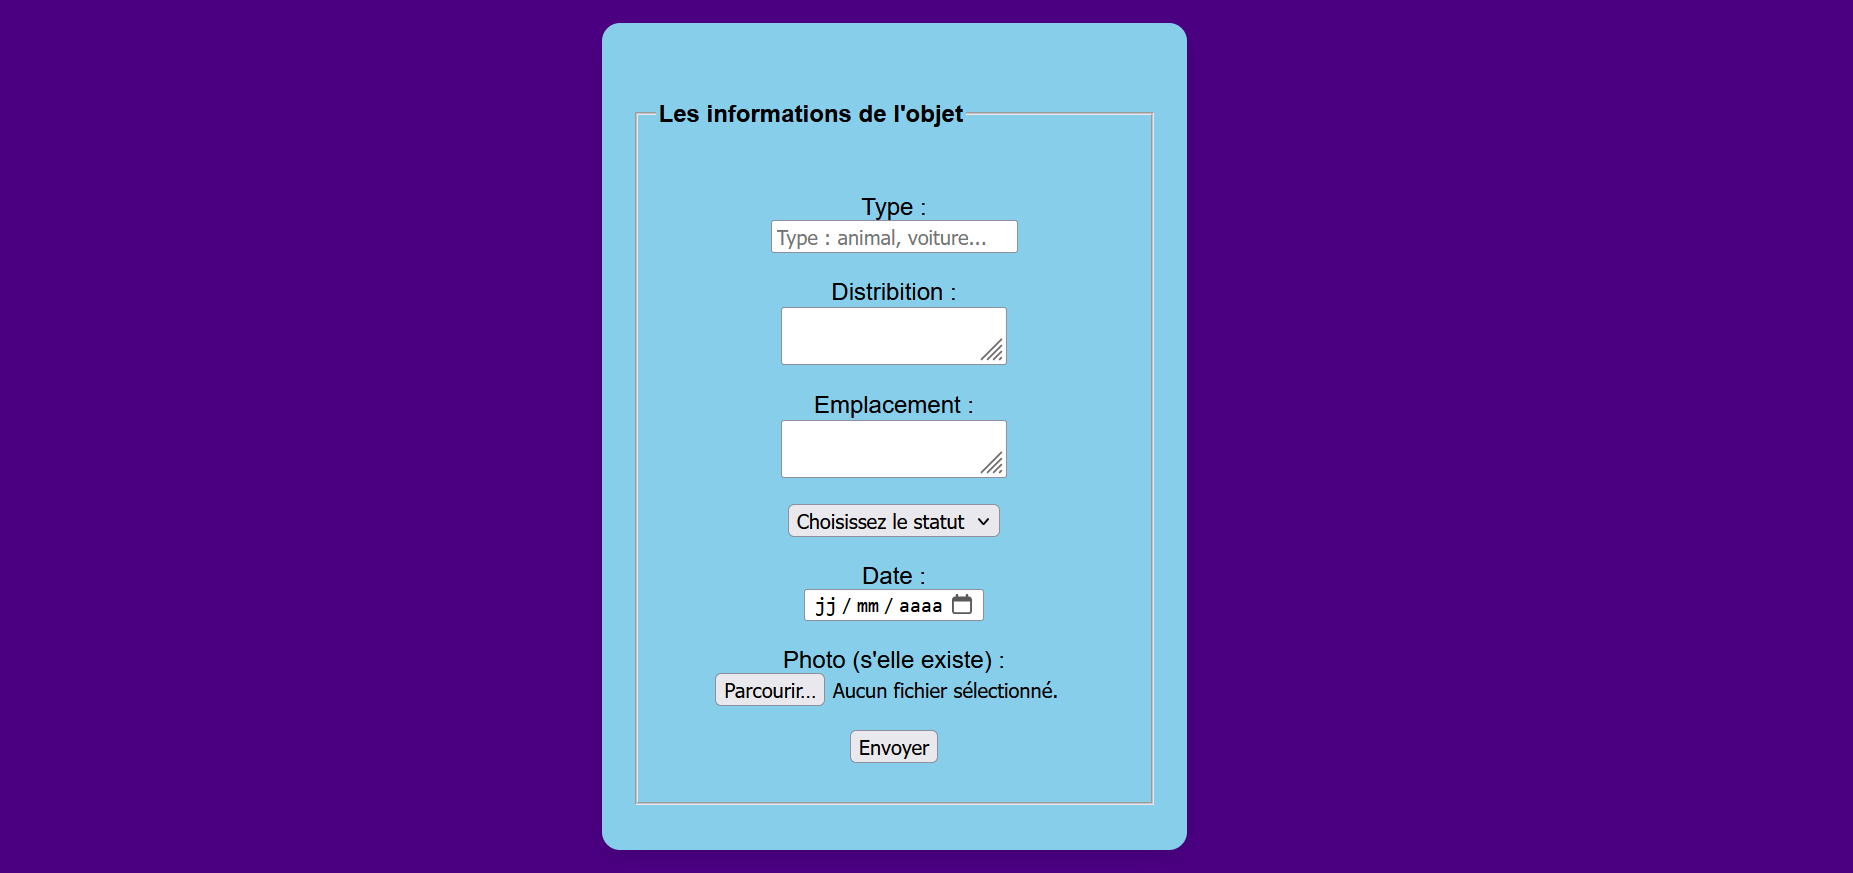 Les informations de l'objet
Type :
Type : animal, voiture...
Distribition :
Emplacement :
Choisissez le statut
Date :
jj / mm / aaaa
Photo (s'elle existe) :
Parcourir... Aucun fichier sélectionné.
Envoyer